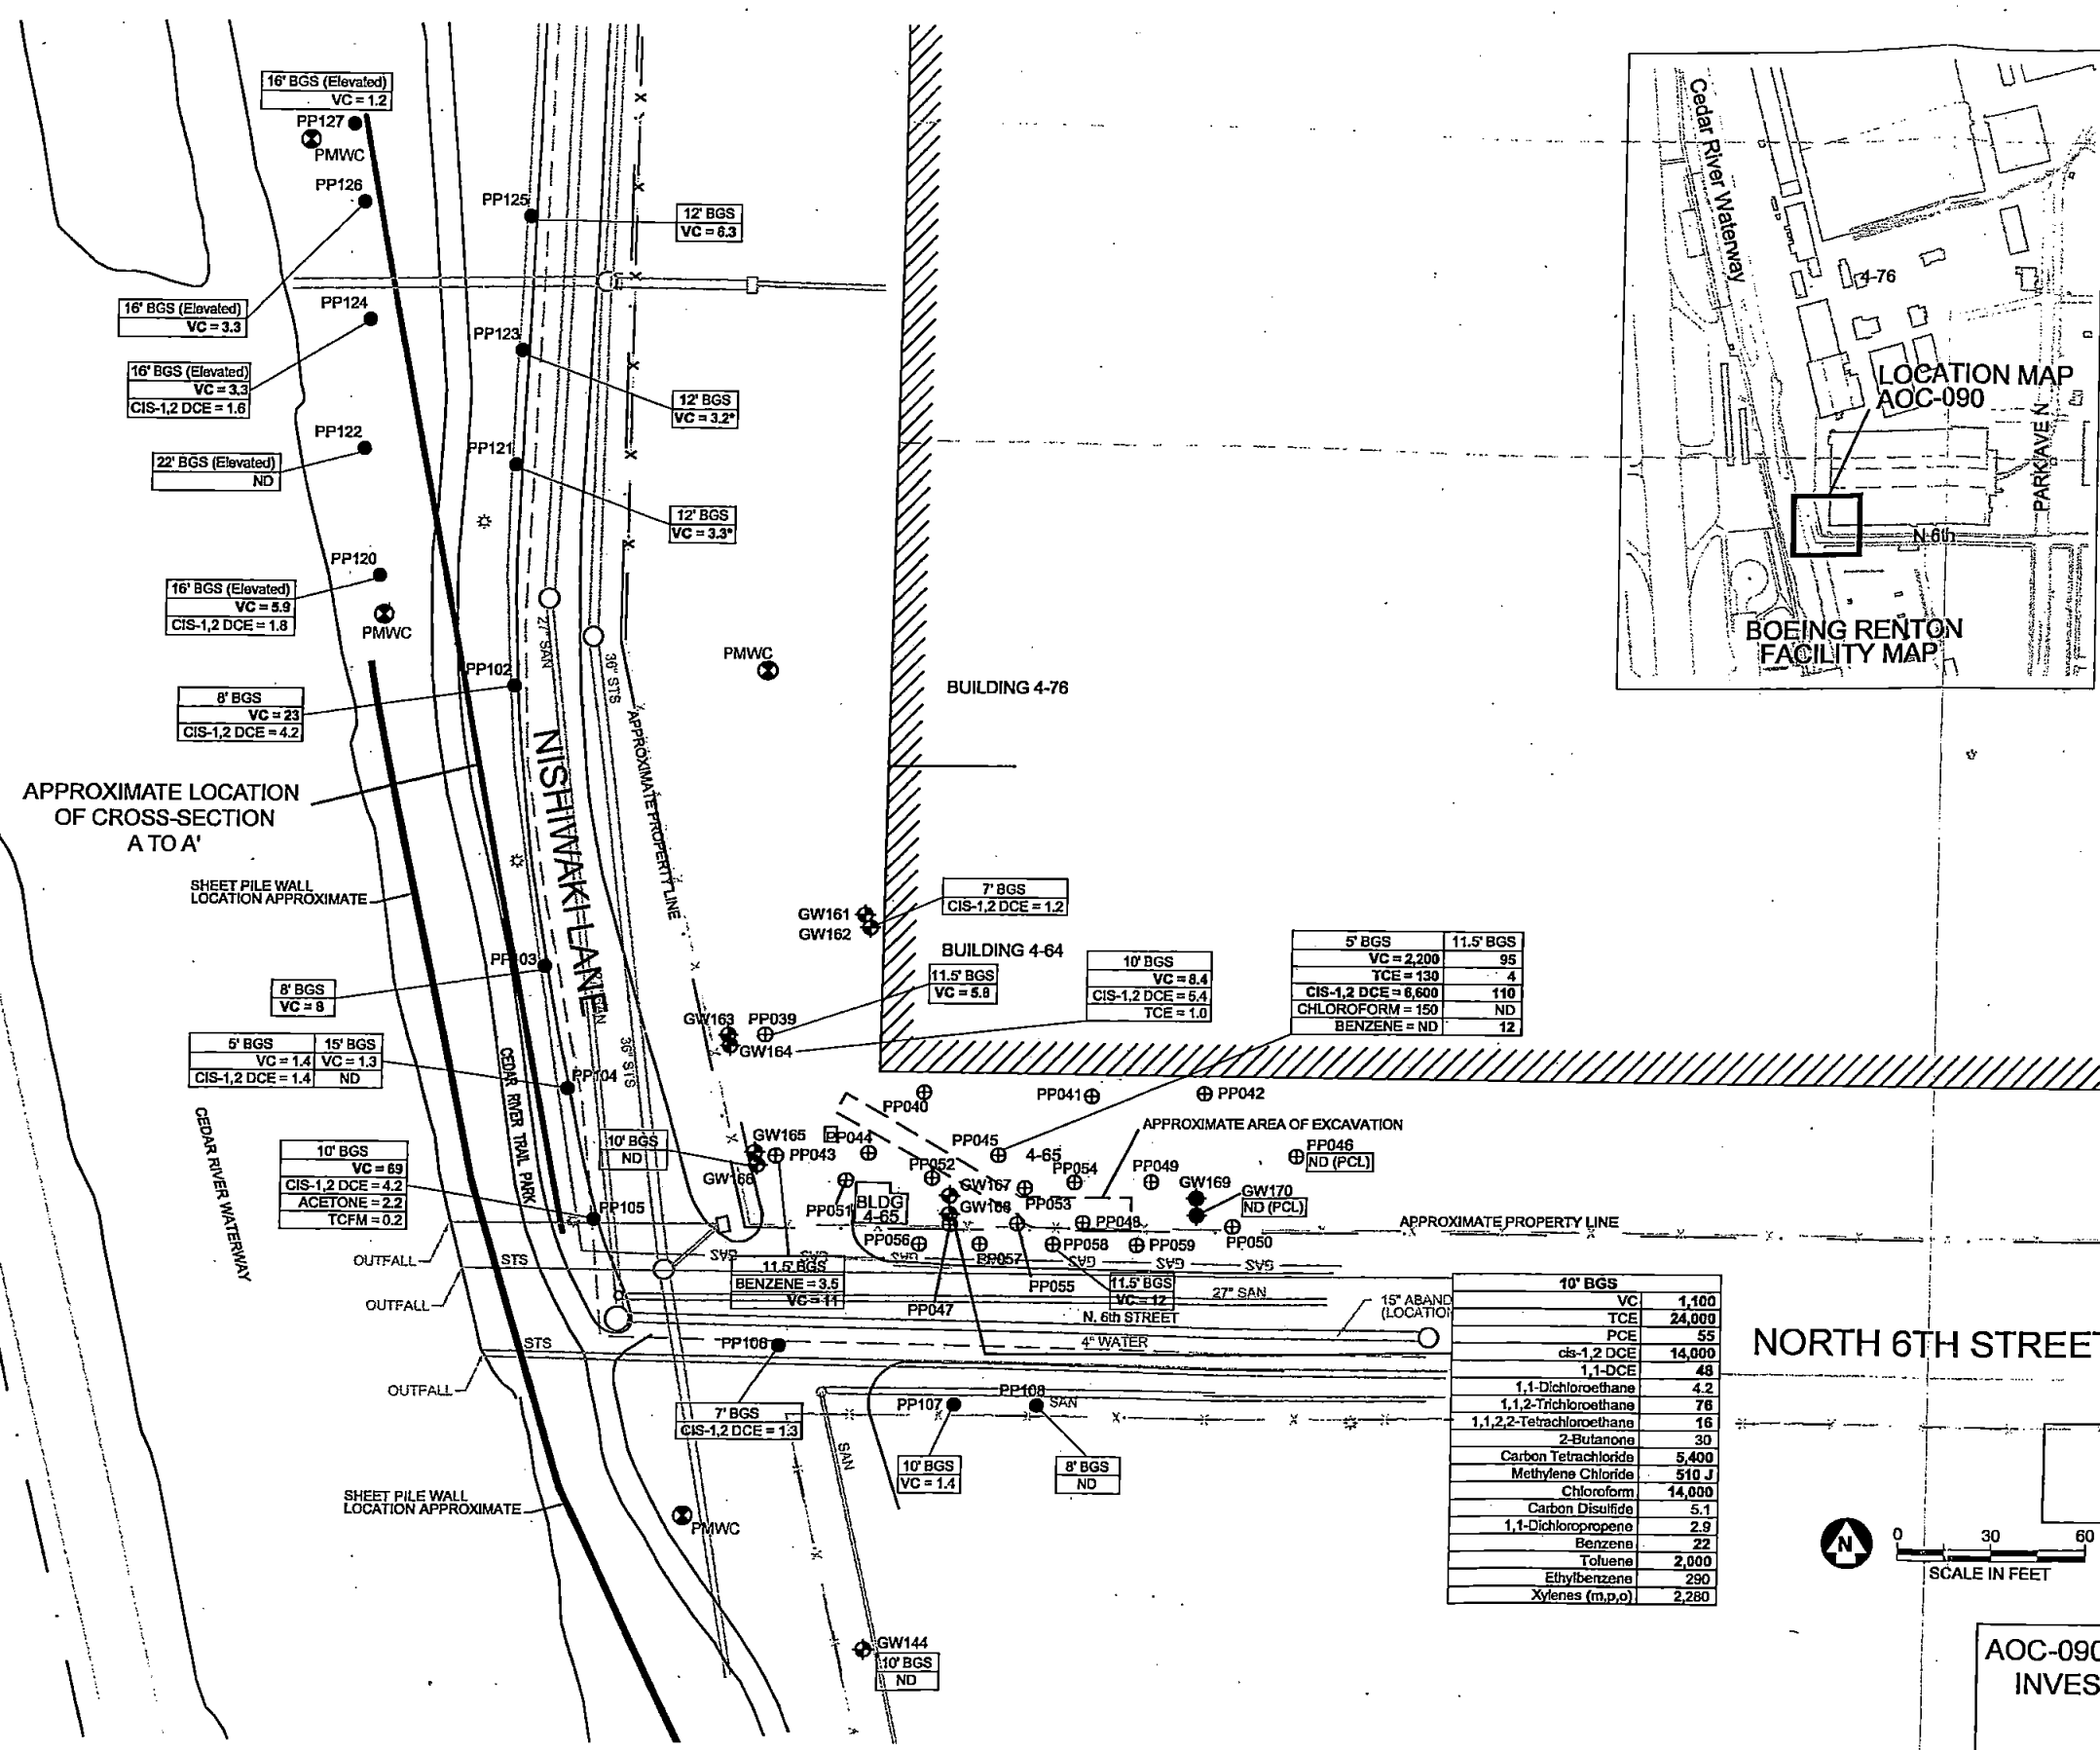 16' BGS (Elevated)
VC = 1.2
PP127
PMWC
PP126
PP125
12' BGS
VC = 6.3
16' BGS (Elevated)
VC = 3.3
PP124
PP123
16' BGS (Elevated)
VC = 3.3
CIS-1,2 DCE = 1.6
12' BGS
VC = 3.2*
PP122
PP121
22' BGS (Elevated)
ND
12' BGS
VC = 3.3*
PP120
16' BGS (Elevated)
VC = 5.9
CIS-1,2 DCE = 1.8
PMWC
27" SAN
36" STS
PP102
PMWC
8' BGS
VC = 23
CIS-1,2 DCE = 4.2
BUILDING 4-76
NISHIWAKI LANE
APPROXIMATE PROPERTY LINE
APPROXIMATE LOCATION
OF CROSS-SECTION
A TO A'
SHEET PILE WALL
LOCATION APPROXIMATE
7' BGS
CIS-1,2 DCE = 1.2
GW161
GW162
BUILDING 4-64
PP103
8' BGS
VC = 8
11.5' BGS
VC = 5.8
10' BGS
VC = 8.4
CIS-1,2 DCE = 5.4
TCE = 1.0
5' BGS 11.5' BGS
VC = 2,200 95
TCE = 130 4
CIS-1,2 DCE = 6,600 110
CHLOROFORM = 150 ND
BENZENE = ND 12
GW163 PP039
GW164
36" STS
SAN
5' BGS 15' BGS
VC = 1.4 VC = 1.3
CIS-1,2 DCE = 1.4 ND
PP104
CEDAR RIVER TRAIL PARK
CEDAR RIVER WATERWAY
PP040
PP041
PP042
APPROXIMATE AREA OF EXCAVATION
10' BGS
ND
GW165
PP043
GW166
PP044
PP045
4-65
PP046
ND (PCL)
PP052
PP054
PP049
GW167
GW169
GW170
ND (PCL)
10' BGS
VC = 69
CIS-1,2 DCE = 4.2
ACETONE = 2.2
TCFM = 0.2
PP105
PP051
BLDG
4-65
PP053
GW168
PP048
PP050
APPROXIMATE PROPERTY LINE
PP056
PP057
PP058
PP059
OUTFALL
STS
GAS
GAS
GAS
GAS
GAS
GAS
11.5' BGS
BENZENE = 3.5
VC = 11
PP055
11.5' BGS
VC = 12
27" SAN
OUTFALL
PP047
N. 6th STREET
15" ABAND
(LOCATIO
4" WATER
STS
PP106
OUTFALL
NORTH 6TH STREET
10' BGS
VC 1,100
TCE 24,000
PCE 55
cis-1,2 DCE 14,000
1,1-DCE 48
1,1-Dichloroethane 4.2
1,1,2-Trichloroethane 76
1,1,2,2-Tetrachloroethane 16
2-Butanone 30
Carbon Tetrachloride 5,400
Methylene Chloride 510 J
Chloroform 14,000
Carbon Disulfide 5.1
1,1-Dichloropropene 2.9
Benzene 22
Toluene 2,000
Ethylbenzene 290
Xylenes (m,p,o) 2,280
7' BGS
CIS-1,2 DCE = 1.3
PP107
PP108
SAN
SAN
10' BGS
VC = 1.4
8' BGS
ND
SHEET PILE WALL
LOCATION APPROXIMATE
PMWC
GW144
10' BGS
ND
N
0 30 60
SCALE IN FEET
AOC-090
INVES
Cedar River Waterway
4-76
LOCATION MAP
AOC-090
PARK AVE N
N 6th
BOEING RENTON
FACILITY MAP